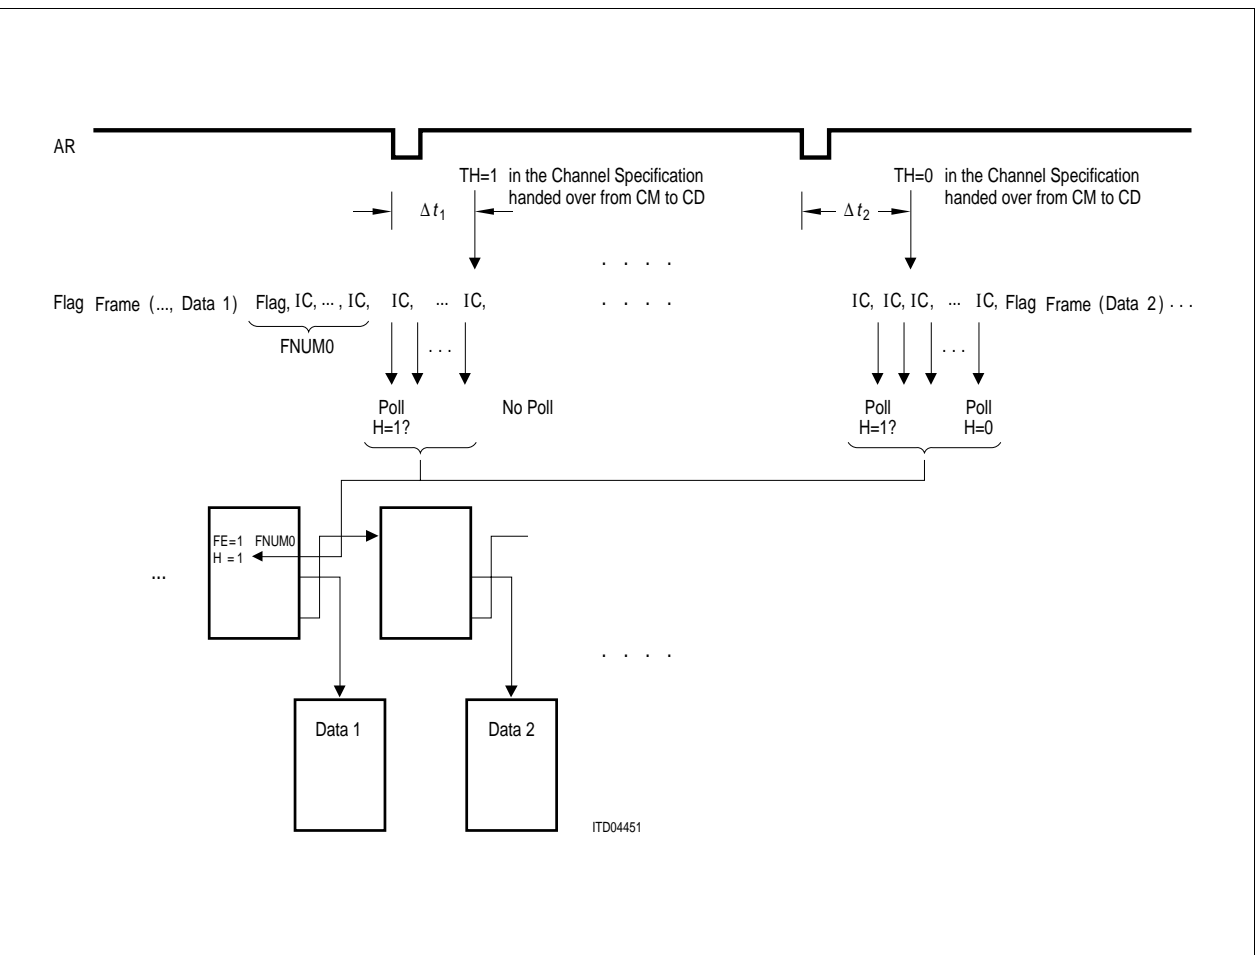 AR
TH=1 in the Channel Specification
handed over from CM to CD
TH=0 in the Channel Specification
handed over from CM to CD
Δt1
Δt2
. . . .
Flag Frame (..., Data 1) Flag, IC, ... , IC, IC, ... IC, . . . . IC, IC, IC, ... IC, Flag Frame (Data 2) . . .
FNUM0
. . .
. . .
Poll
H=1?
No Poll
Poll
H=1?
Poll
H=0
FE=1 FNUM0
H =1
...
. . . .
Data 1
Data 2
ITD04451